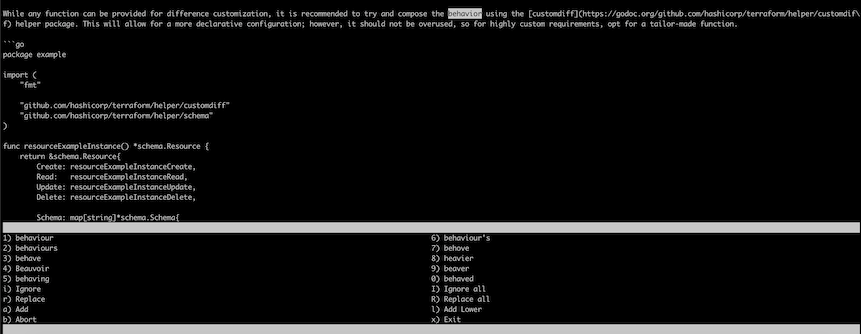 While any function can be provided for difference customization, it is recommended to try and compose the behavior using the [customdiff](https://godoc.org/github.com/hashicorp/terraform/helper/customdif\
f) helper package. This will allow for a more declarative configuration; however, it should not be overused, so for highly custom requirements, opt for a tailor-made function.
```go
package example
import (
    "fmt"
    "github.com/hashicorp/terraform/helper/customdiff"
    "github.com/hashicorp/terraform/helper/schema"
)
func resourceExampleInstance() *schema.Resource {
    return &schema.Resource{
        Create: resourceExampleInstanceCreate,
        Read:   resourceExampleInstanceRead,
        Update: resourceExampleInstanceUpdate,
        Delete: resourceExampleInstanceDelete,
        Schema: map[string]*schema.Schema{
1) behaviour 6) behaviour's
2) behaviours 7) behove
3) behave 8) heavier
4) Beauvoir 9) beaver
5) behaving 0) behaved
i) Ignore I) Ignore all
r) Replace R) Replace all
a) Add l) Add Lower
b) Abort x) Exit